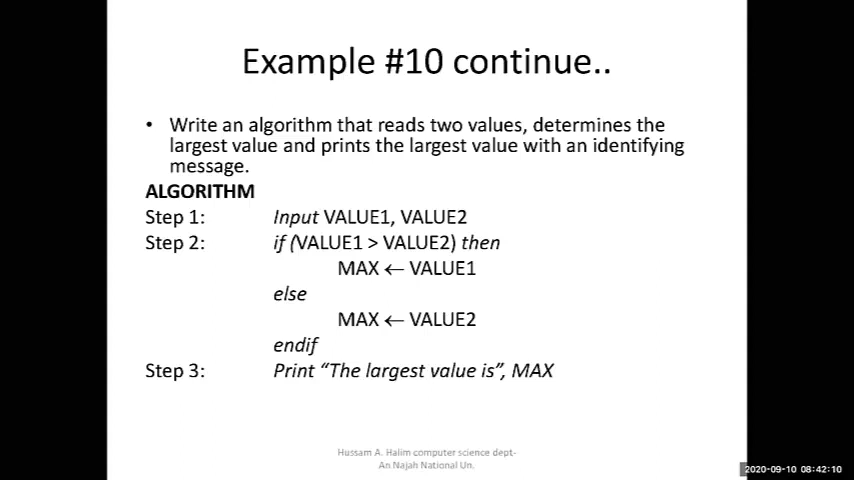 Example #10 continue..
• Write an algorithm that reads two values, determines the
largest value and prints the largest value with an identifying
message.
ALGORITHM
Step 1: Input VALUE1, VALUE2
Step 2: if (VALUE1 > VALUE2) then
MAX ← VALUE1
else
MAX ← VALUE2
endif
Step 3: Print “The largest value is”, MAX
Hussam A. Halim computer science dept-
An Najah National Un.
2020-09-10 08:42:10